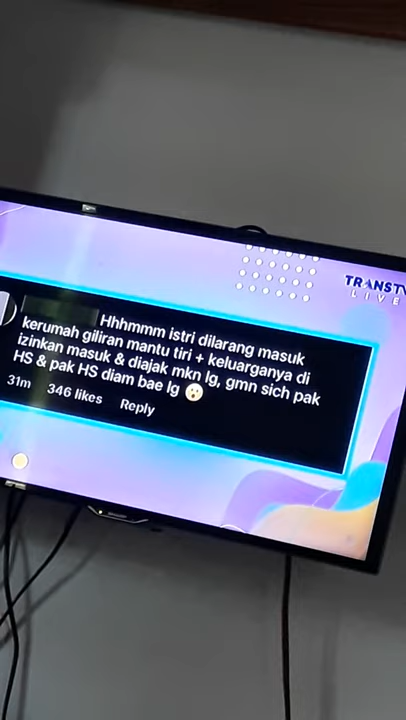 TRANSTV
LIVE
Hhhmmm istri dilarang masuk
kerumah giliran mantu tiri + keluarganya di
izinkan masuk & diajak mkn lg, gmn sich pak
HS & pak HS diam bae lg 😮
31m 346 likes Reply